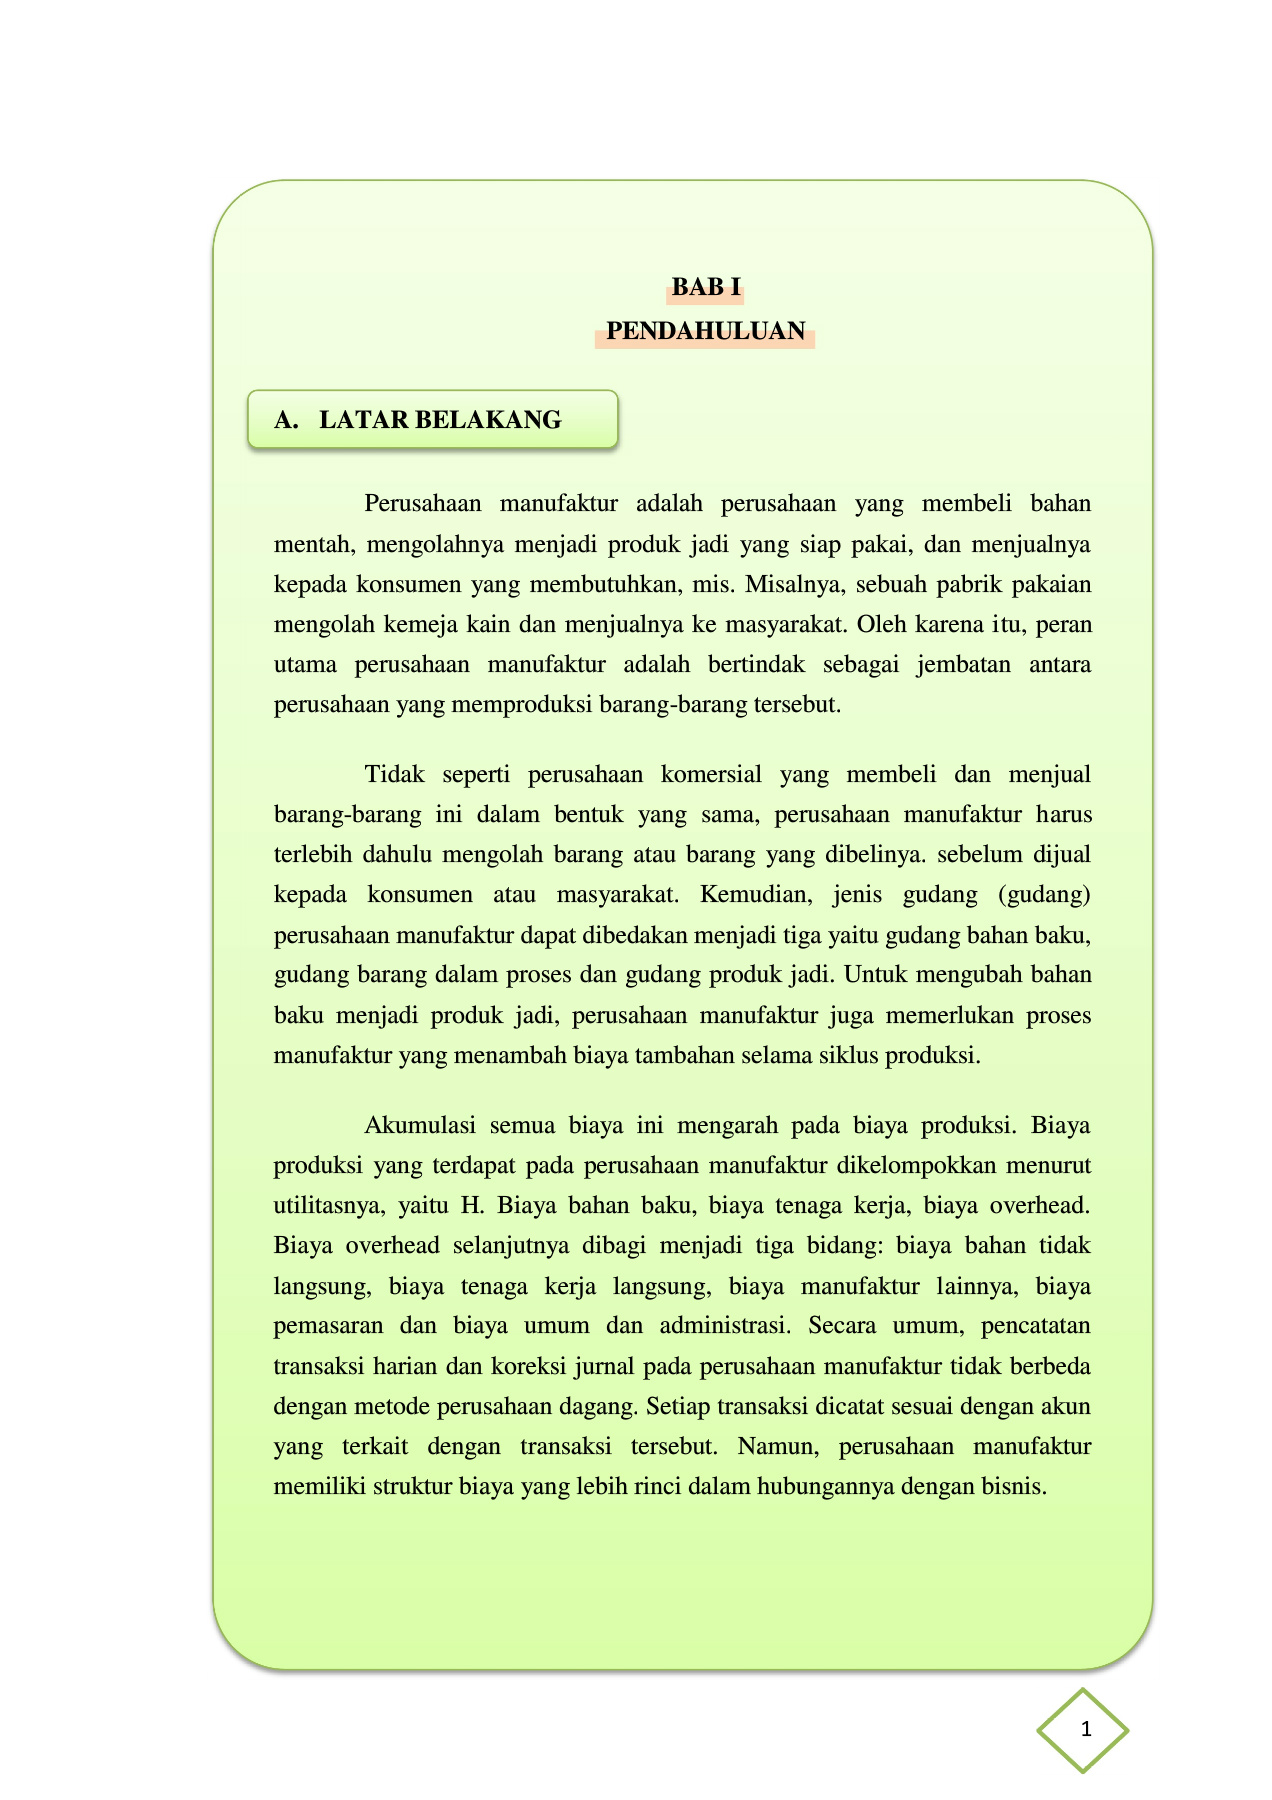 BAB I
PENDAHULUAN
A. LATAR BELAKANG
Perusahaan manufaktur adalah perusahaan yang membeli bahan
mentah, mengolahnya menjadi produk jadi yang siap pakai, dan menjualnya
kepada konsumen yang membutuhkan, mis. Misalnya, sebuah pabrik pakaian
mengolah kemeja kain dan menjualnya ke masyarakat. Oleh karena itu, peran
utama perusahaan manufaktur adalah bertindak sebagai jembatan antara
perusahaan yang memproduksi barang-barang tersebut.
Tidak seperti perusahaan komersial yang membeli dan menjual
barang-barang ini dalam bentuk yang sama, perusahaan manufaktur harus
terlebih dahulu mengolah barang atau barang yang dibelinya. sebelum dijual
kepada konsumen atau masyarakat. Kemudian, jenis gudang (gudang)
perusahaan manufaktur dapat dibedakan menjadi tiga yaitu gudang bahan baku,
gudang barang dalam proses dan gudang produk jadi. Untuk mengubah bahan
baku menjadi produk jadi, perusahaan manufaktur juga memerlukan proses
manufaktur yang menambah biaya tambahan selama siklus produksi.
Akumulasi semua biaya ini mengarah pada biaya produksi. Biaya
produksi yang terdapat pada perusahaan manufaktur dikelompokkan menurut
utilitasnya, yaitu H. Biaya bahan baku, biaya tenaga kerja, biaya overhead.
Biaya overhead selanjutnya dibagi menjadi tiga bidang: biaya bahan tidak
langsung, biaya tenaga kerja langsung, biaya manufaktur lainnya, biaya
pemasaran dan biaya umum dan administrasi. Secara umum, pencatatan
transaksi harian dan koreksi jurnal pada perusahaan manufaktur tidak berbeda
dengan metode perusahaan dagang. Setiap transaksi dicatat sesuai dengan akun
yang terkait dengan transaksi tersebut. Namun, perusahaan manufaktur
memiliki struktur biaya yang lebih rinci dalam hubungannya dengan bisnis.
1